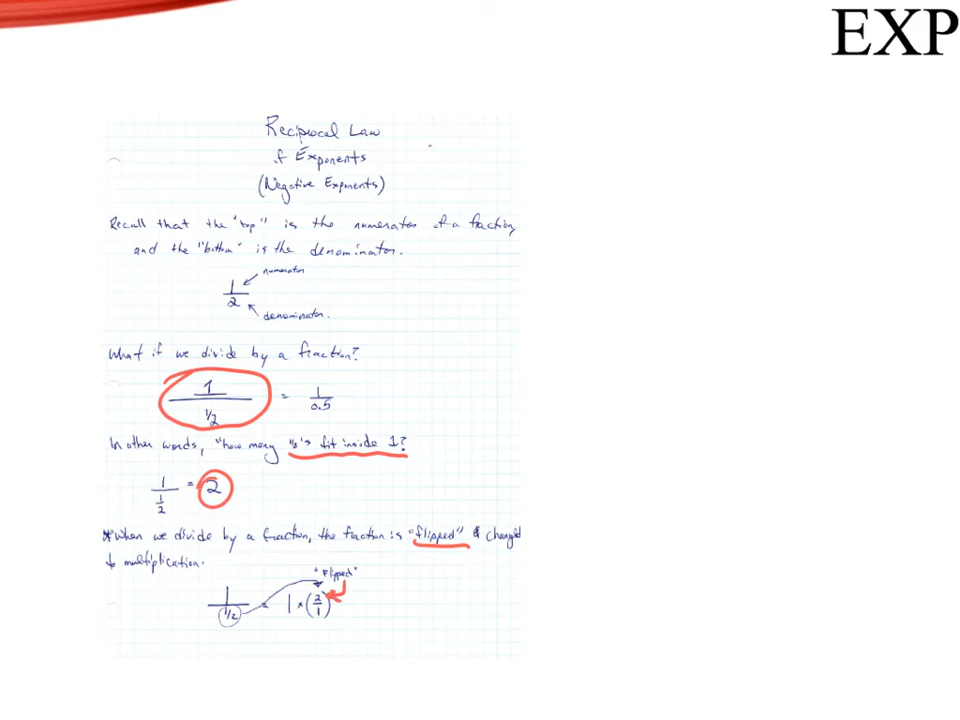 EXP
Reciprocal Law
of Exponents
(Negative Exponents)
Recall that the "top" is the numerator of a fraction,
and the "bottom" is the denominator.
numerator
1/2
denominator.
What if we divide by a fraction?
1/(1/2) = 1/0.5
In other words, "how many ½'s fit inside 1?
1/(1/2) = 2
*When we divide by a fraction, the fraction is "flipped" & changed
to multiplication.
"Flipped"
1/(1/2) = 1 × (2/1)